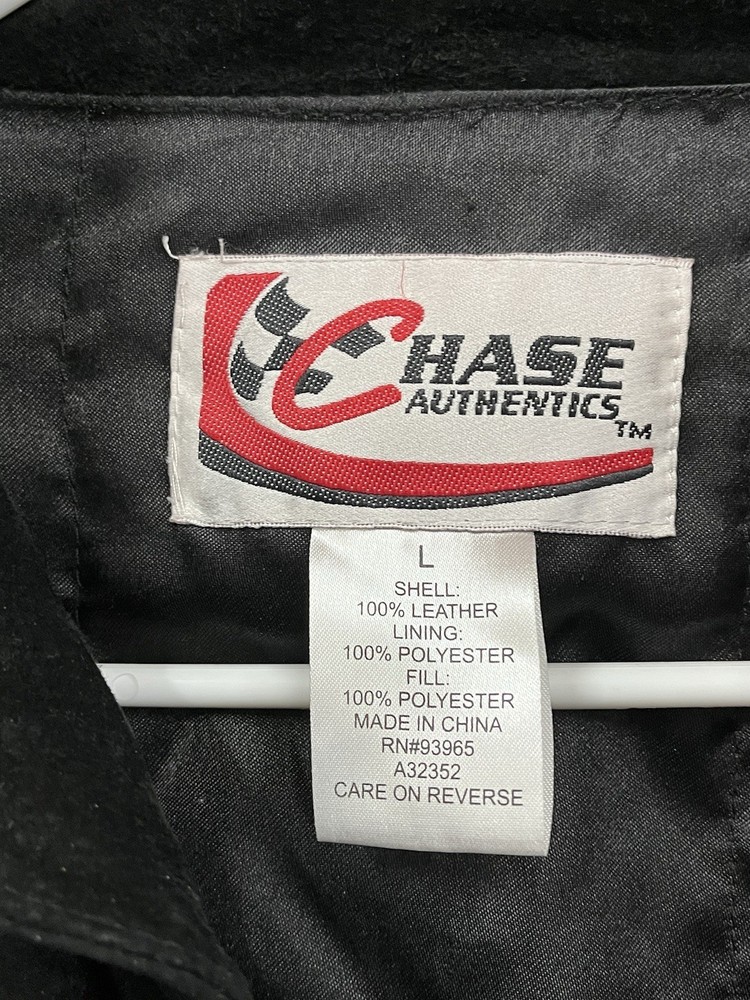 CHASE
AUTHENTICS
TM
L
SHELL:
100% LEATHER
LINING:
100% POLYESTER
FILL:
100% POLYESTER
MADE IN CHINA
RN#93965
A32352
CARE ON REVERSE